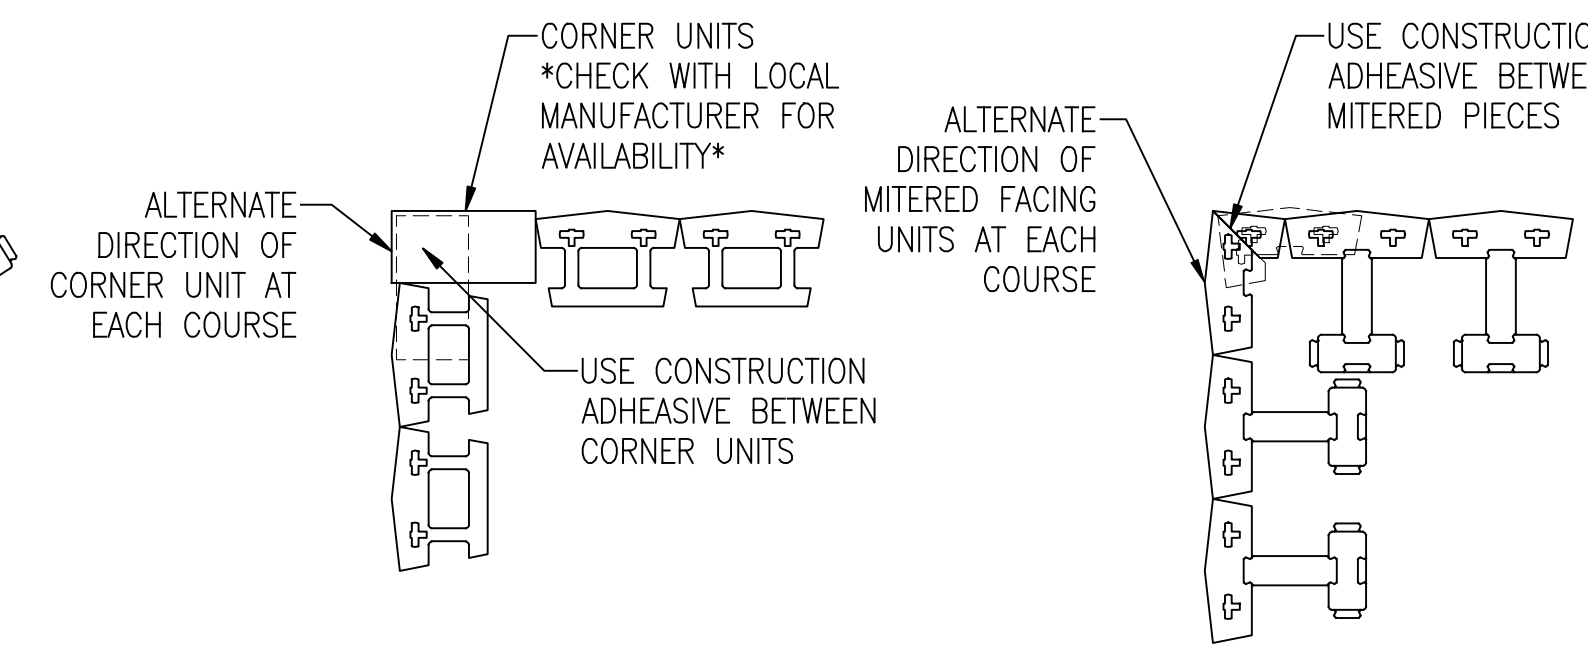 CORNER UNITS
*CHECK WITH LOCAL
MANUFACTURER FOR
AVAILABILITY*
ALTERNATE
DIRECTION OF
CORNER UNIT AT
EACH COURSE
USE CONSTRUCTION
ADHEASIVE BETWEEN
CORNER UNITS
ALTERNATE
DIRECTION OF
MITERED FACING
UNITS AT EACH
COURSE
USE CONSTRUCTIO
ADHEASIVE BETWE
MITERED PIECES